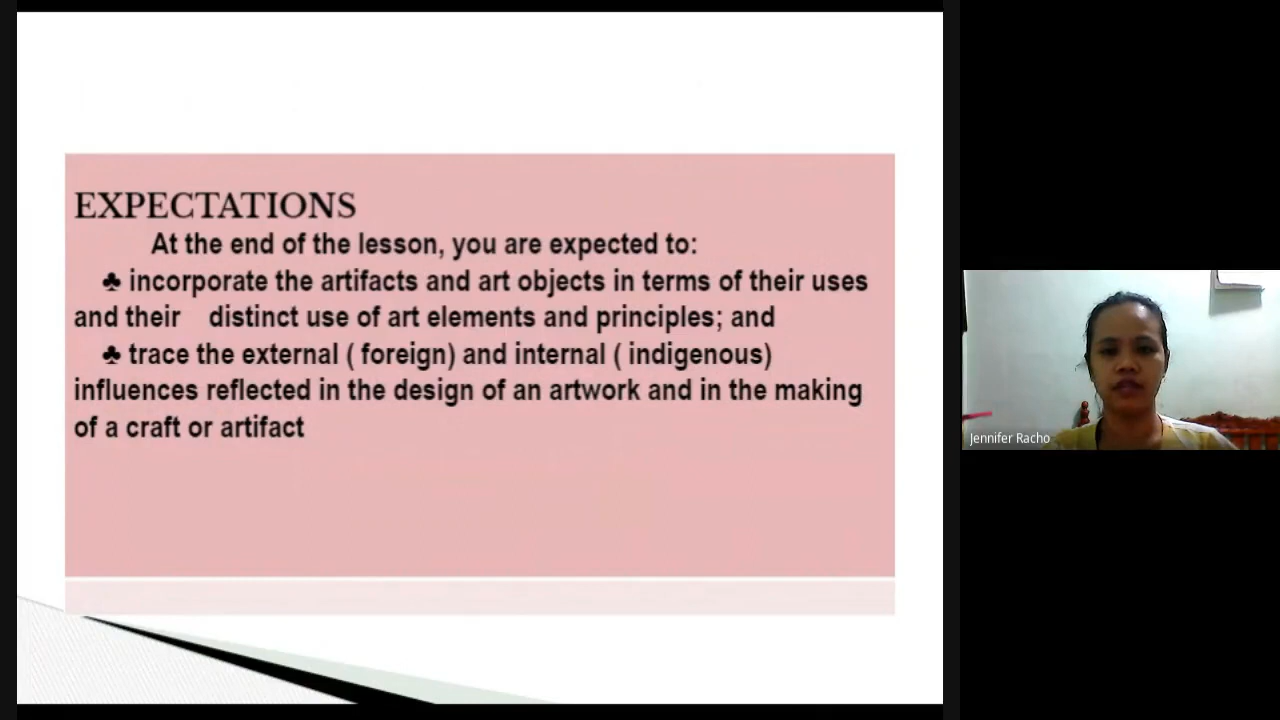 EXPECTATIONS
At the end of the lesson, you are expected to:
♣ incorporate the artifacts and art objects in terms of their uses
and their distinct use of art elements and principles; and
♣ trace the external ( foreign) and internal ( indigenous)
influences reflected in the design of an artwork and in the making
of a craft or artifact
Jennifer Racho